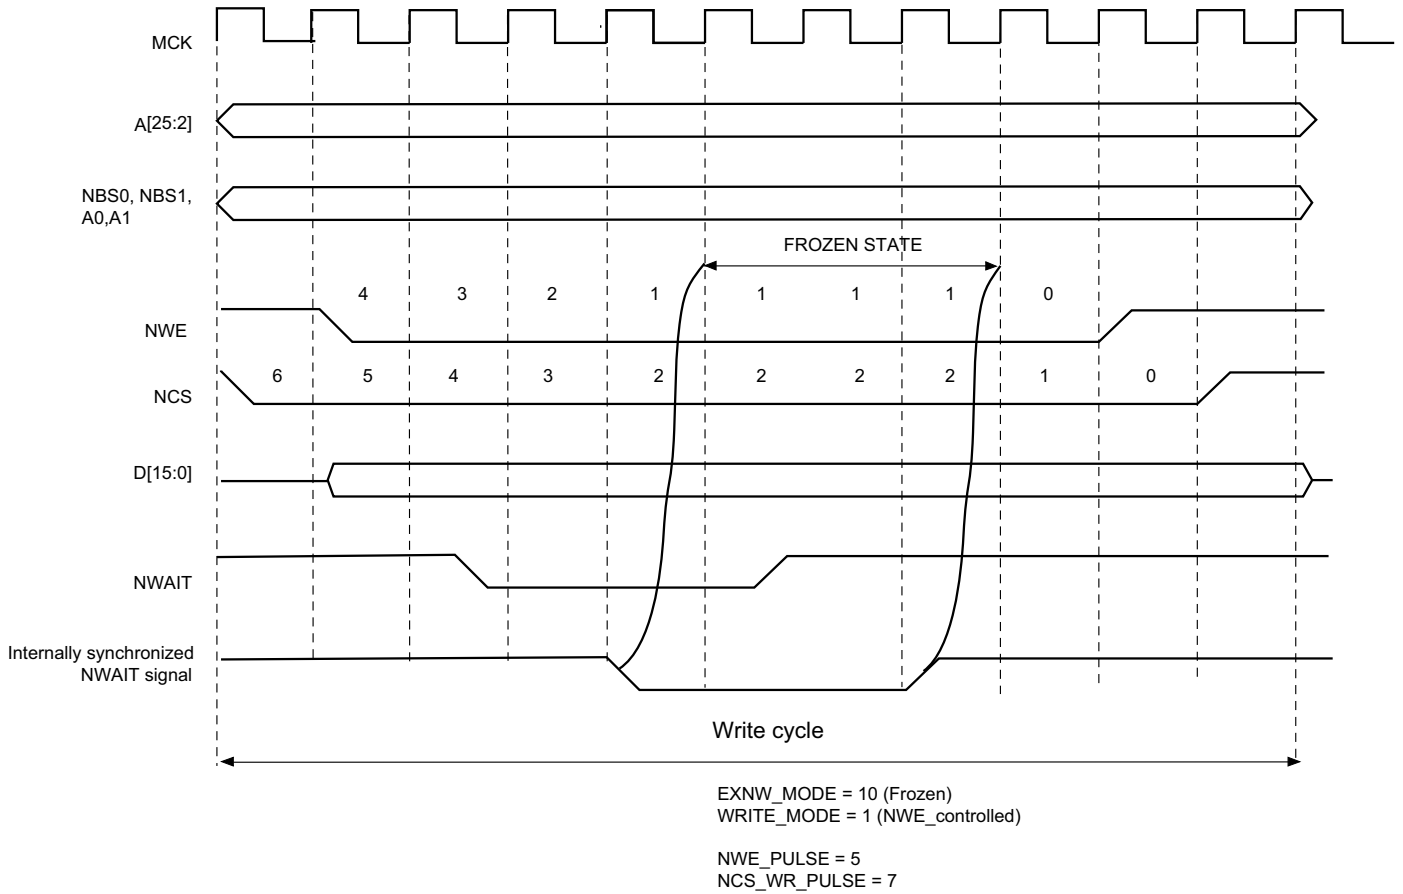 MCK
A[25:2]
NBS0, NBS1,
A0,A1
FROZEN STATE
4 3 2 1 1 1 1 0
NWE
6 5 4 3 2 2 2 2 1 0
NCS
D[15:0]
NWAIT
Internally synchronized
NWAIT signal
Write cycle
EXNW_MODE = 10 (Frozen)
WRITE_MODE = 1 (NWE_controlled)
NWE_PULSE = 5
NCS_WR_PULSE = 7